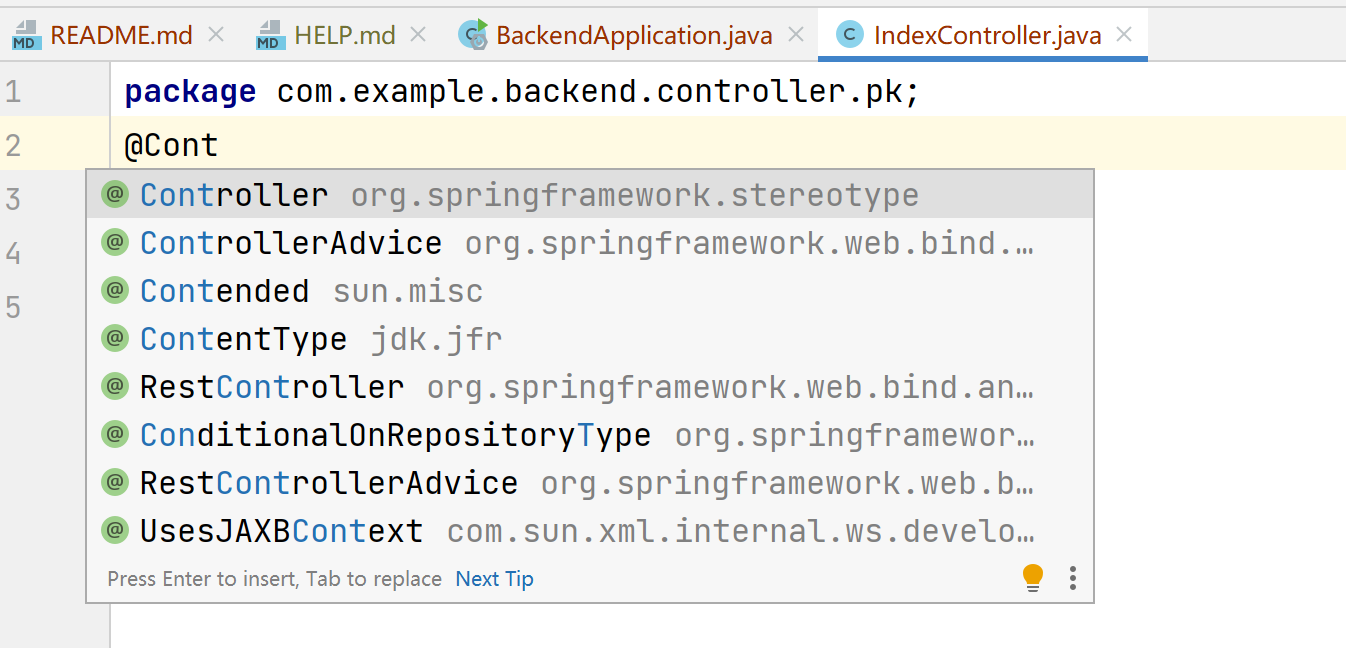 MD README.md MD HELP.md C BackendApplication.java C IndexController.java
1 package com.example.backend.controller.pk;
2 @Cont
3 @ Controller org.springframework.stereotype
@ ControllerAdvice org.springframework.web.bind.…
4
@ Contended sun.misc
5
@ ContentType jdk.jfr
@ RestController org.springframework.web.bind.an…
@ ConditionalOnRepositoryType org.springframewor…
@ RestControllerAdvice org.springframework.web.b…
@ UsesJAXBContext com.sun.xml.internal.ws.develo…
Press Enter to insert, Tab to replace Next Tip